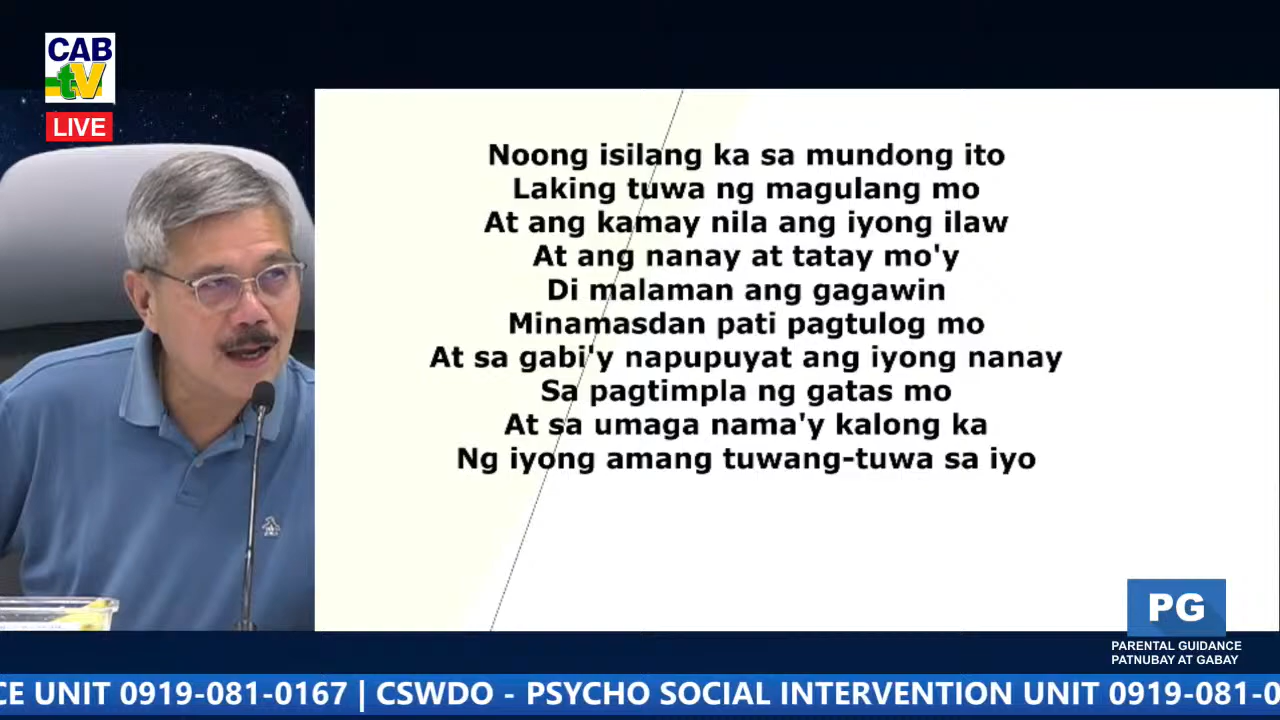 CAB
tV
LIVE
Noong isilang ka sa mundong ito
Laking tuwa ng magulang mo
At ang kamay nila ang iyong ilaw
At ang nanay at tatay mo'y
Di malaman ang gagawin
Minamasdan pati pagtulog mo
At sa gabi'y napupuyat ang iyong nanay
Sa pagtimpla ng gatas mo
At sa umaga nama'y kalong ka
Ng iyong amang tuwang-tuwa sa iyo
PG
PARENTAL GUIDANCE
PATNUBAY AT GABAY
CE UNIT 0919-081-0167 | CSWDO - PSYCHO SOCIAL INTERVENTION UNIT 0919-081-0